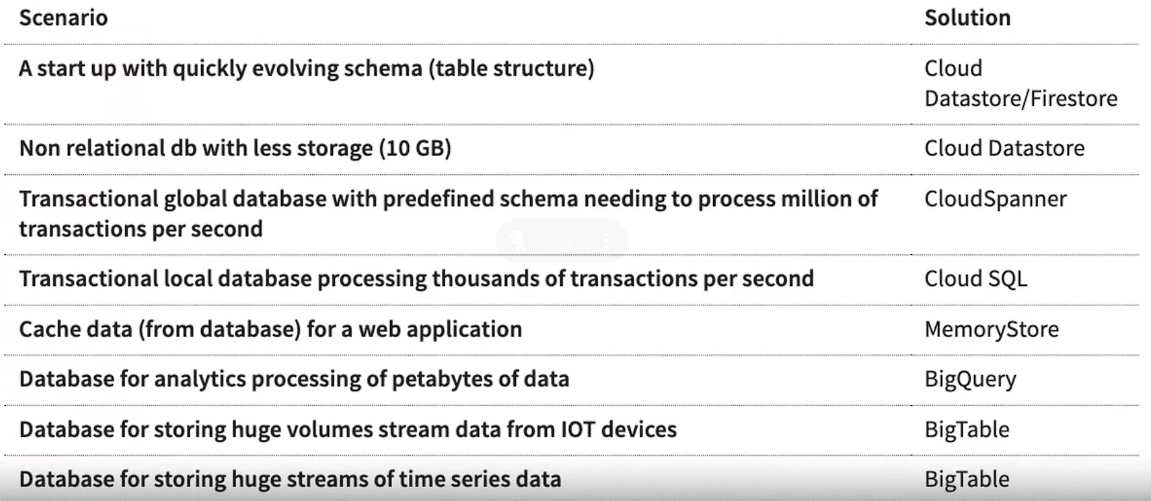 Scenario Solution
A start up with quickly evolving schema (table structure) Cloud
Datastore/Firestore
Non relational db with less storage (10 GB) Cloud Datastore
Transactional global database with predefined schema needing to process million of CloudSpanner
transactions per second
Transactional local database processing thousands of transactions per second Cloud SQL
Cache data (from database) for a web application MemoryStore
Database for analytics processing of petabytes of data BigQuery
Database for storing huge volumes stream data from IOT devices BigTable
Database for storing huge streams of time series data BigTable